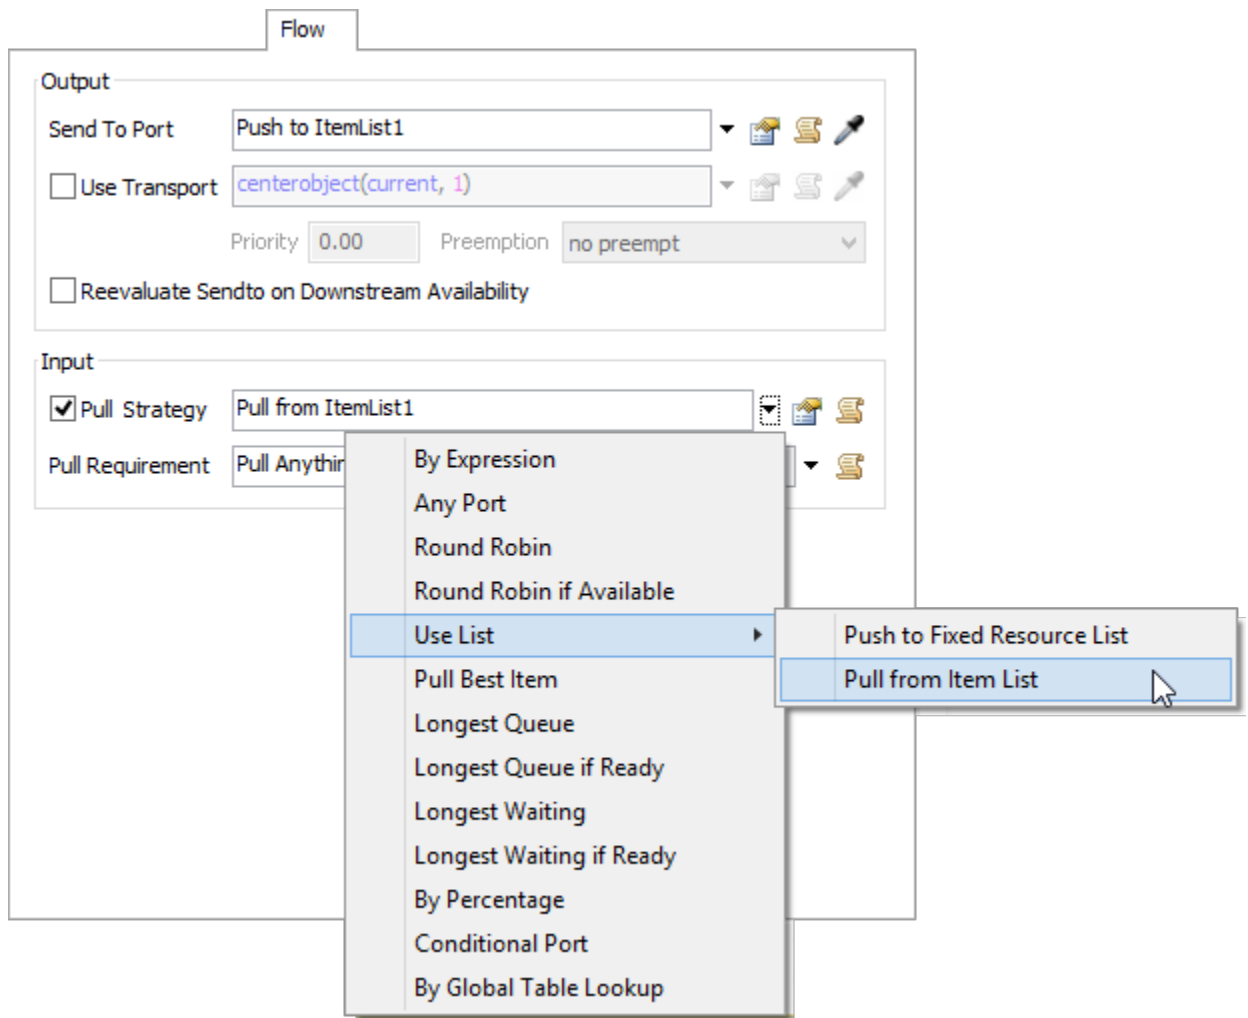 Flow
Output
Send To Port Push to ItemList1
Use Transport centerobject(current, 1)
Priority 0.00 Preemption no preempt
Reevaluate Sendto on Downstream Availability
Input
Pull Strategy Pull from ItemList1
Pull Requirement Pull Anythin
By Expression
Any Port
Round Robin
Round Robin if Available
Use List
Push to Fixed Resource List
Pull Best Item
Pull from Item List
Longest Queue
Longest Queue if Ready
Longest Waiting
Longest Waiting if Ready
By Percentage
Conditional Port
By Global Table Lookup